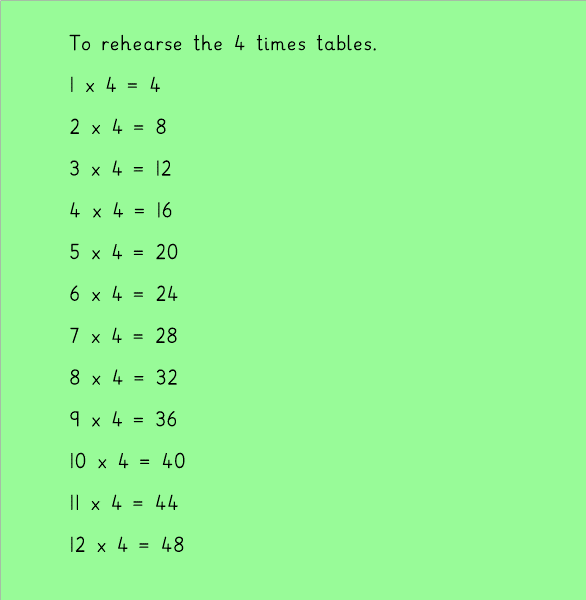 To rehearse the 4 times tables.
1 x 4 = 4
2 x 4 = 8
3 x 4 = 12
4 x 4 = 16
5 x 4 = 20
6 x 4 = 24
7 x 4 = 28
8 x 4 = 32
9 x 4 = 36
10 x 4 = 40
11 x 4 = 44
12 x 4 = 48